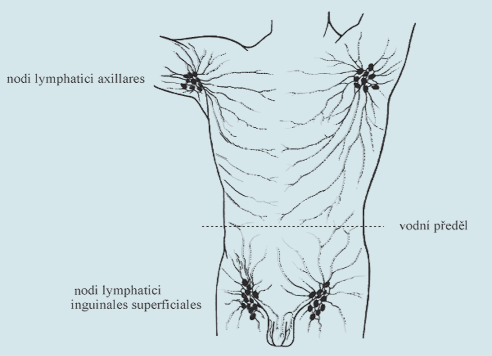 nodi lymphatici axillares
vodní předěl
nodi lymphatici
inguinales superficiales